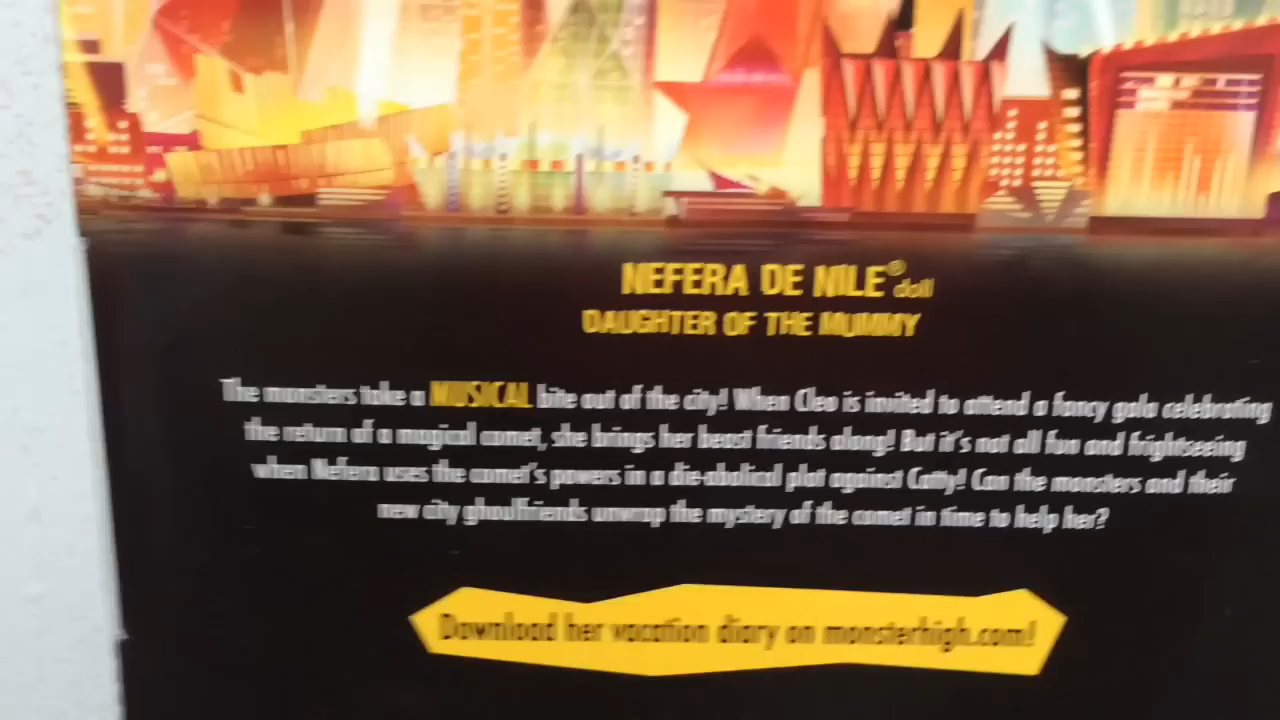 NEFERA DE NILE® doll
DAUGHTER OF THE MUMMY
The monsters take a MUSICAL bite out of the city! When Cleo is invited to attend a fancy gala celebrating
the return of a magical comet, she brings her beast friends along! But it's not all fun and frightseeing
when Nefera uses the comet's powers in a die-abolical plot against Catty! Can the monsters and their
new city ghoulfriends unwrap the mystery of the comet in time to help her?
Download her vacation diary on monsterhigh.com!